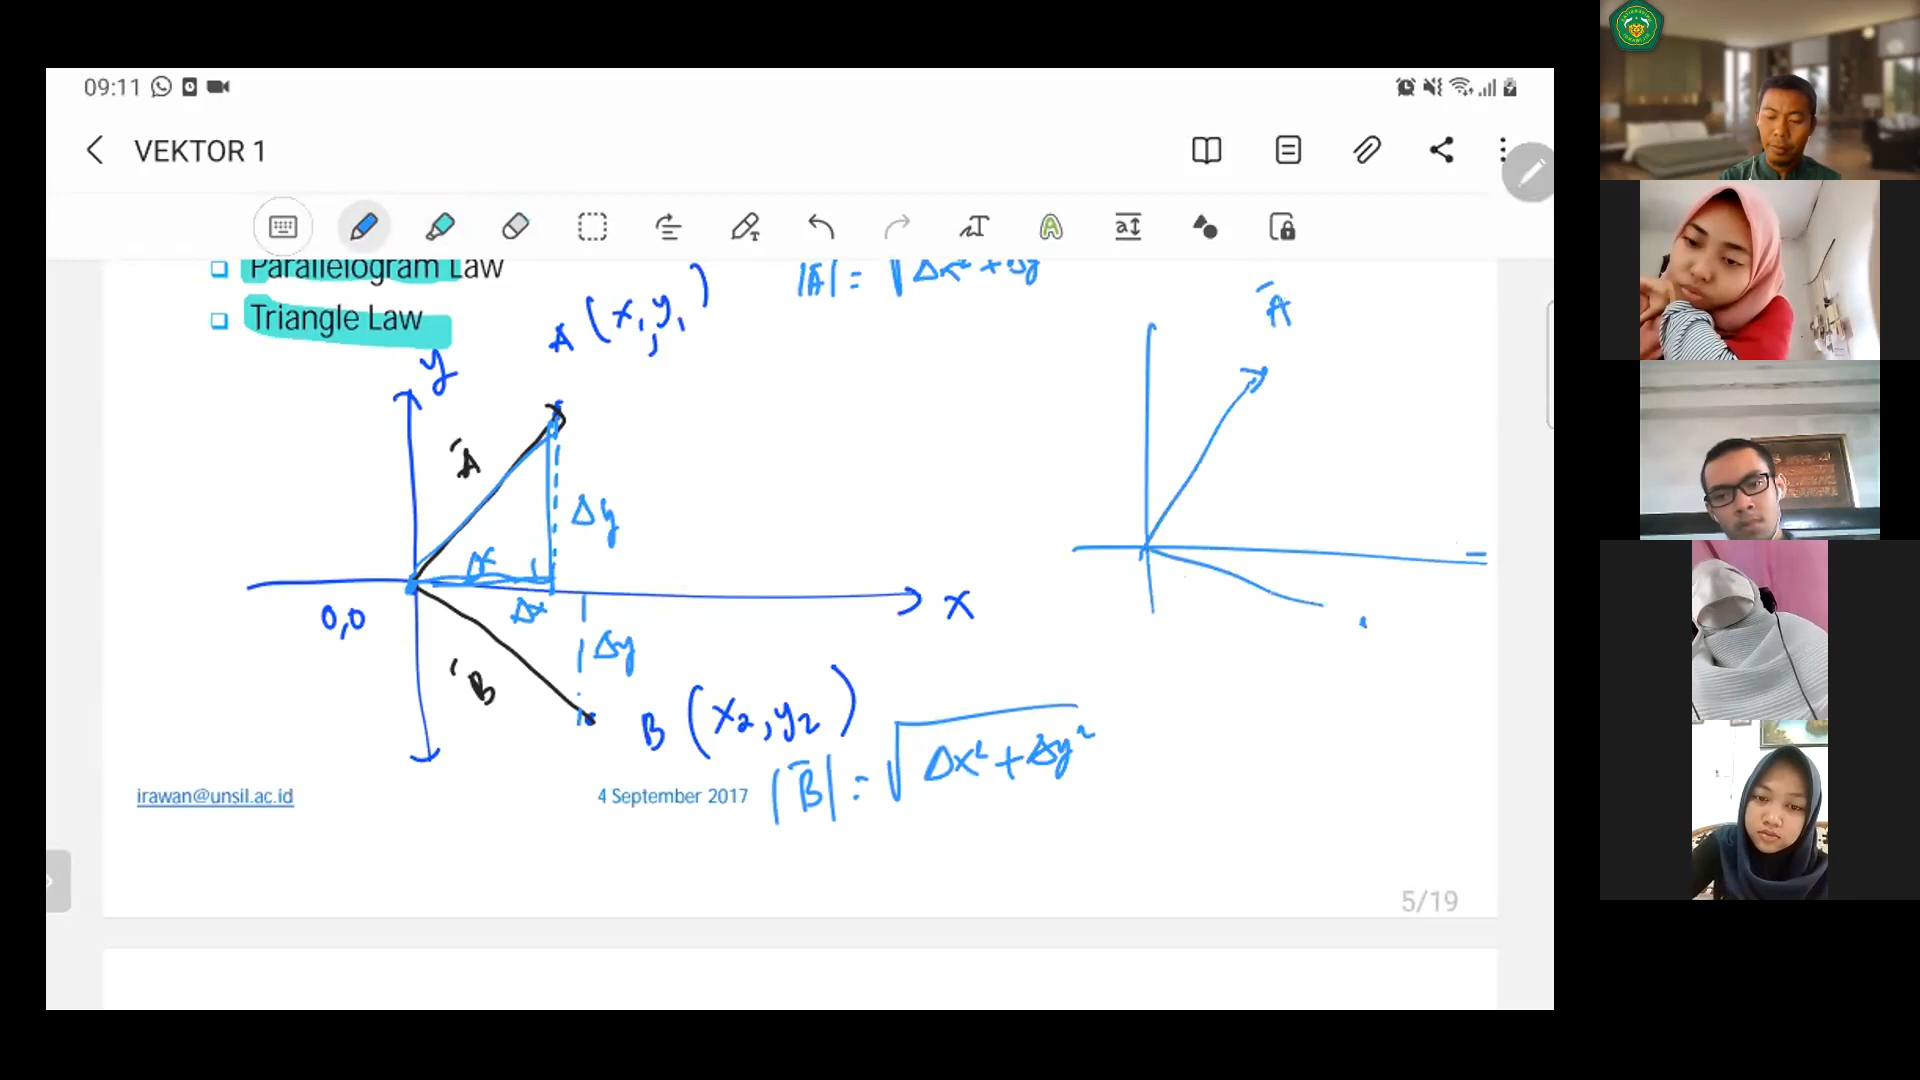 09:11
VEKTOR 1
Parallelogram Law
|A| = √Δx² + Δy
Triangle Law
A (x₁, y₁)
y
A
A
Δy
Δx
Δx
0,0
x
Δy
B
B (x₂, y₂)
|B| = √Δx² + Δy²
irawan@unsil.ac.id
4 September 2017
5/19